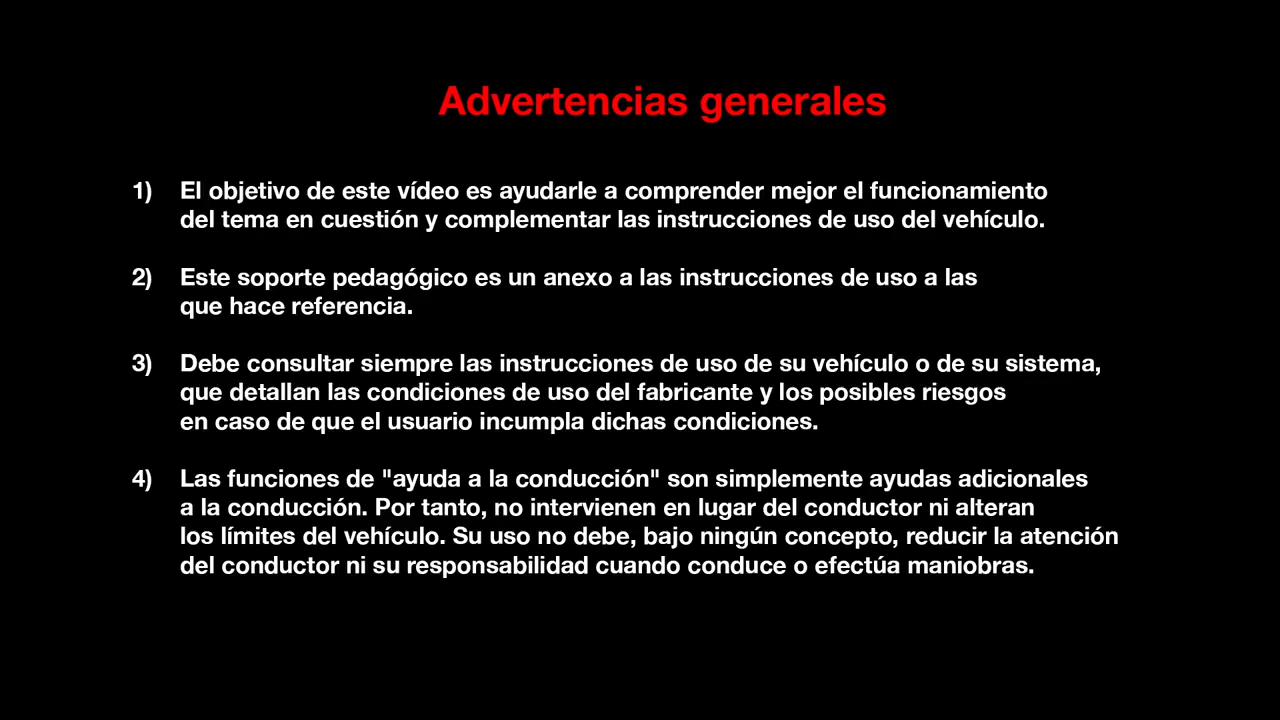 Advertencias generales
1) El objetivo de este vídeo es ayudarle a comprender mejor el funcionamiento
del tema en cuestión y complementar las instrucciones de uso del vehículo.
2) Este soporte pedagógico es un anexo a las instrucciones de uso a las
que hace referencia.
3) Debe consultar siempre las instrucciones de uso de su vehículo o de su sistema,
que detallan las condiciones de uso del fabricante y los posibles riesgos
en caso de que el usuario incumpla dichas condiciones.
4) Las funciones de "ayuda a la conducción" son simplemente ayudas adicionales
a la conducción. Por tanto, no intervienen en lugar del conductor ni alteran
los límites del vehículo. Su uso no debe, bajo ningún concepto, reducir la atención
del conductor ni su responsabilidad cuando conduce o efectúa maniobras.